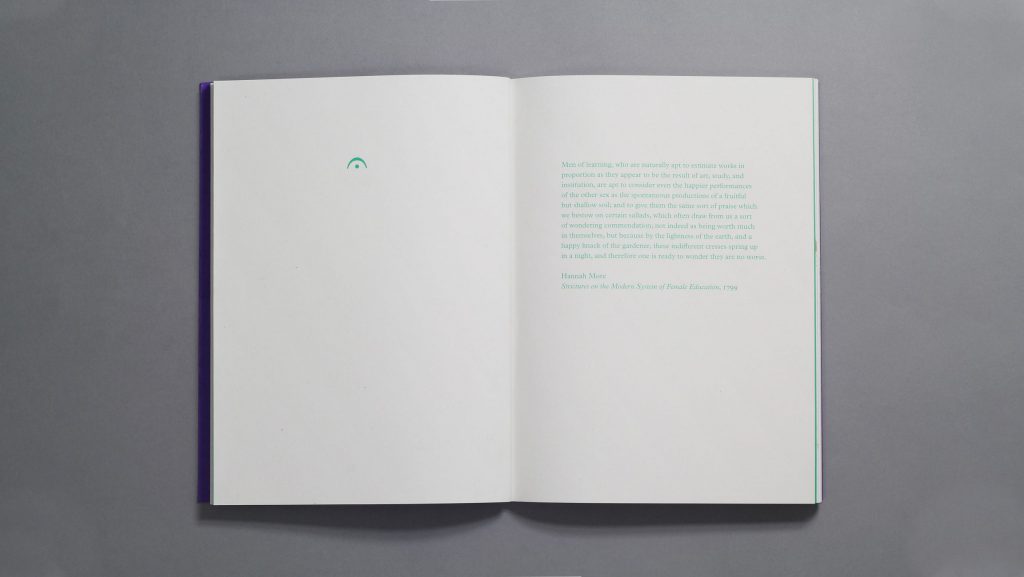 Men of learning, who are naturally apt to estimate works in
proportion as they appear to be the result of art, study, and
institution, are apt to consider even the happier performances
of the other sex as the spontaneous productions of a fruitful
but shallow soil; and to give them the same sort of praise which
we bestow on certain sallads, which often draw from us a sort
of wondering commendation; not indeed as being worth much
in themselves, but because by the lightness of the earth, and a
happy knack of the gardener, these indifferent cresses spring up
in a night, and therefore one is ready to wonder they are no worse.
Hannah More
Strictures on the Modern System of Female Education, 1799